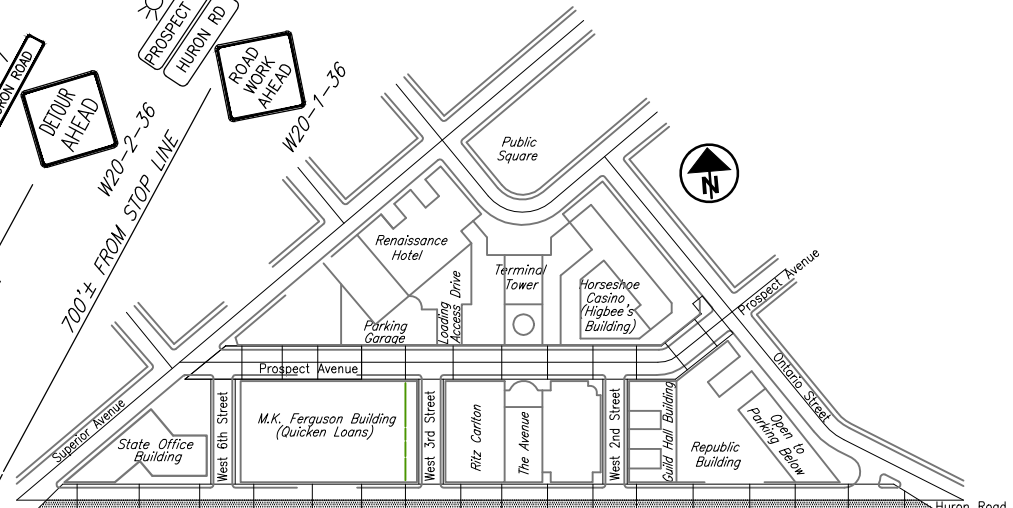 PROSPECT
HURON RD
ROAD
WORK
AHEAD
W20-1-36
DETOUR
AHEAD
W20-2-36
700'± FROM STOP LINE
Public
Square
N
Renaissance
Hotel
Terminal
Tower
Horseshoe
Casino
(Higbee's
Building)
Loading
Access Drive
Parking
Garage
Prospect Avenue
Prospect Avenue
Ontario Street
Superior Avenue
State Office
Building
West 6th Street
M.K. Ferguson Building
(Quicken Loans)
West 3rd Street
Ritz Carlton
The Avenue
West 2nd Street
Guild Hall Building
Republic
Building
Open to
Parking Below
Huron Road